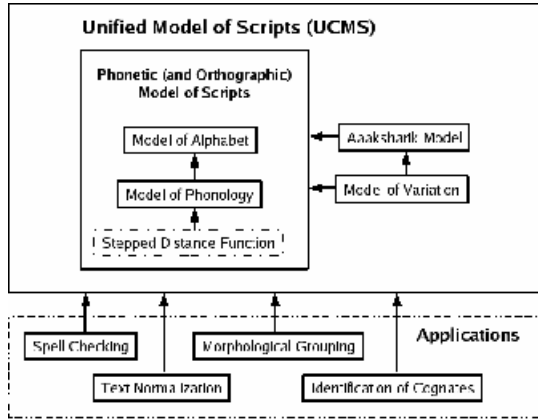 Unified Model of Scripts (UCMS)
Phonetic (and Orthographic)
Model of Scripts
Model of Alphabet
Aaaksharik Model
Model of Phonology
Model of Variation
Stepped Distance Function
Applications
Spell Checking
Morphological Grouping
Text Normalization
Identification of Cognates